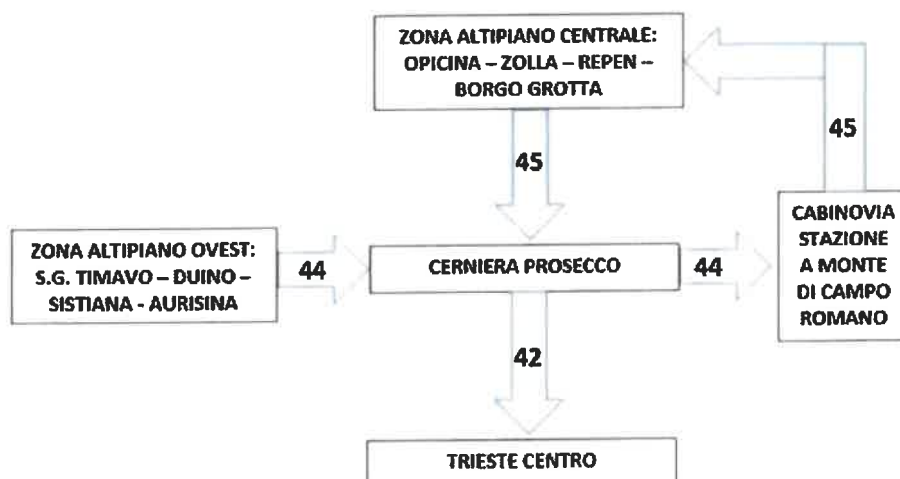 ZONA ALTIPIANO CENTRALE:
OPICINA – ZOLLA – REPEN –
BORGO GROTTA
45
45
ZONA ALTIPIANO OVEST:
S.G. TIMAVO – DUINO –
SISTIANA - AURISINA
44
CERNIERA PROSECCO
44
CABINOVIA
STAZIONE
A MONTE
DI CAMPO
ROMANO
42
TRIESTE CENTRO